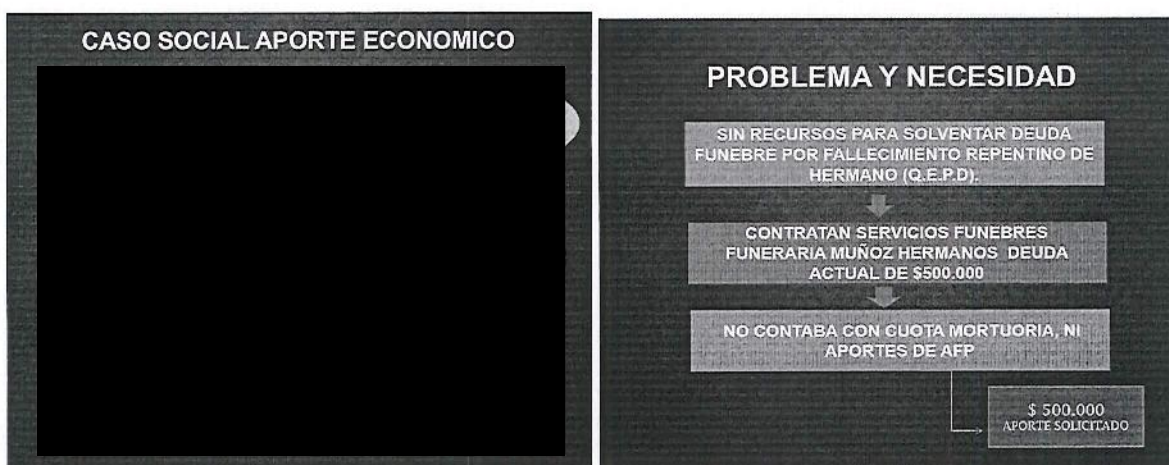 CASO SOCIAL APORTE ECONOMICO
PROBLEMA Y NECESIDAD
SIN RECURSOS PARA SOLVENTAR DEUDA
FUNEBRE POR FALLECIMIENTO REPENTINO DE
HERMANO (Q.E.P.D).
CONTRATAN SERVICIOS FUNEBRES
FUNERARIA MUÑOZ HERMANOS DEUDA
ACTUAL DE $500.000
NO CONTABA CON CUOTA MORTUORIA, NI
APORTES DE AFP
$ 500.000
APORTE SOLICITADO